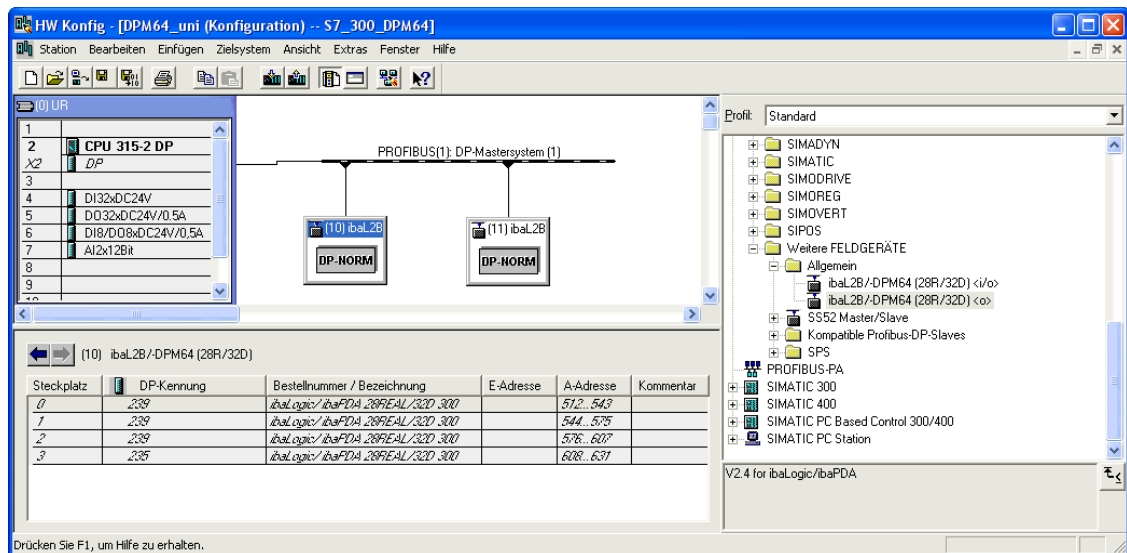 HW Konfig - [DPM64_uni (Konfiguration) -- S7_300_DPM64]
Station Bearbeiten Einfügen Zielsystem Ansicht Extras Fenster Hilfe
(0) UR
1
2 CPU 315-2 DP
X2 DP
3
4 DI32xDC24V
5 DO32xDC24V/0.5A
6 DI8/DO8xDC24V/0,5A
7 AI2x12Bit
8
9
PROFIBUS(1): DP-Mastersystem (1)
(10) ibaL2B
DP-NORM
(11) ibaL2B
DP-NORM
Profil: Standard
SIMADYN
SIMATIC
SIMODRIVE
SIMOREG
SIMOVERT
SIPOS
Weitere FELDGERÄTE
Allgemein
ibaL2B/-DPM64 (28R/32D) <i/o>
ibaL2B/-DPM64 (28R/32D) <o>
SS52 Master/Slave
Kompatible Profibus-DP-Slaves
SPS
PROFIBUS-PA
SIMATIC 300
SIMATIC 400
SIMATIC PC Based Control 300/400
SIMATIC PC Station
V2.4 for ibaLogic/ibaPDA
(10) ibaL2B/-DPM64 (28R/32D)
Steckplatz DP-Kennung Bestellnummer / Bezeichnung E-Adresse A-Adresse Kommentar
0 239 ibaLogic/ibaPDA 28REAL/32D 300 512...543
1 239 ibaLogic/ibaPDA 28REAL/32D 300 544...575
2 239 ibaLogic/ibaPDA 28REAL/32D 300 576...607
3 235 ibaLogic/ibaPDA 28REAL/32D 300 608...631
Drücken Sie F1, um Hilfe zu erhalten.